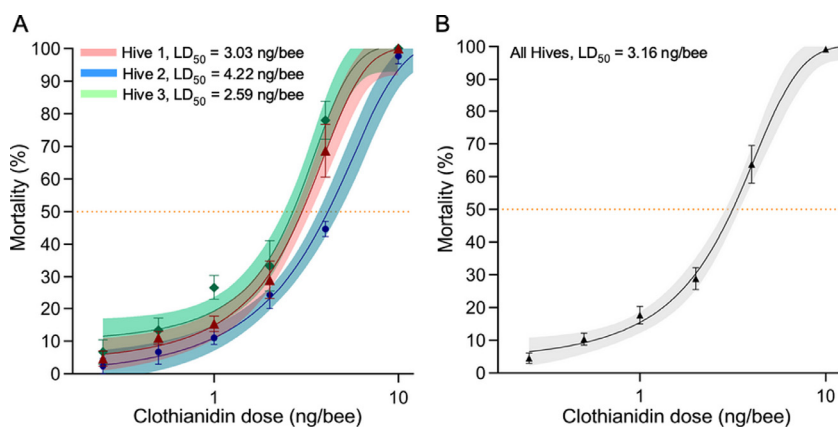 A
Hive 1, LD50 = 3.03 ng/bee
Hive 2, LD50 = 4.22 ng/bee
Hive 3, LD50 = 2.59 ng/bee
Mortality (%)
100
90
80
70
60
50
40
30
20
10
0
1
10
Clothianidin dose (ng/bee)
B
All Hives, LD50 = 3.16 ng/bee
Mortality (%)
100
90
80
70
60
50
40
30
20
10
0
1
10
Clothianidin dose (ng/bee)